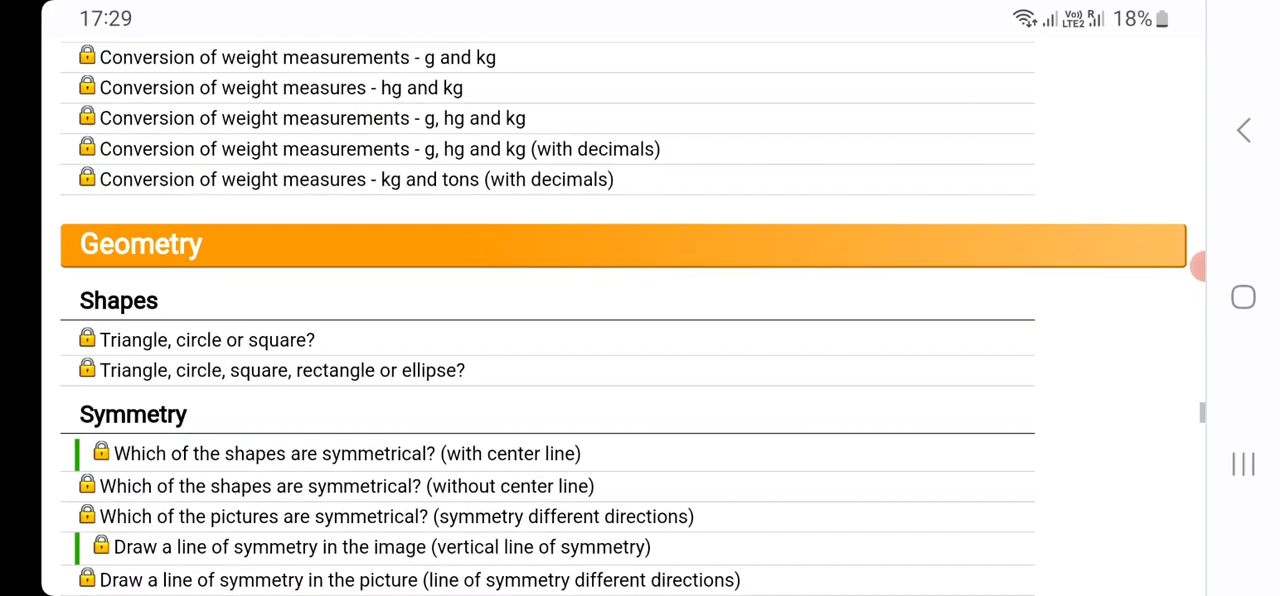 17:29
Vo)) R
LTE2 18%
Conversion of weight measurements - g and kg
Conversion of weight measures - hg and kg
Conversion of weight measurements - g, hg and kg
Conversion of weight measurements - g, hg and kg (with decimals)
Conversion of weight measures - kg and tons (with decimals)
Geometry
Shapes
Triangle, circle or square?
Triangle, circle, square, rectangle or ellipse?
Symmetry
Which of the shapes are symmetrical? (with center line)
Which of the shapes are symmetrical? (without center line)
Which of the pictures are symmetrical? (symmetry different directions)
Draw a line of symmetry in the image (vertical line of symmetry)
Draw a line of symmetry in the picture (line of symmetry different directions)